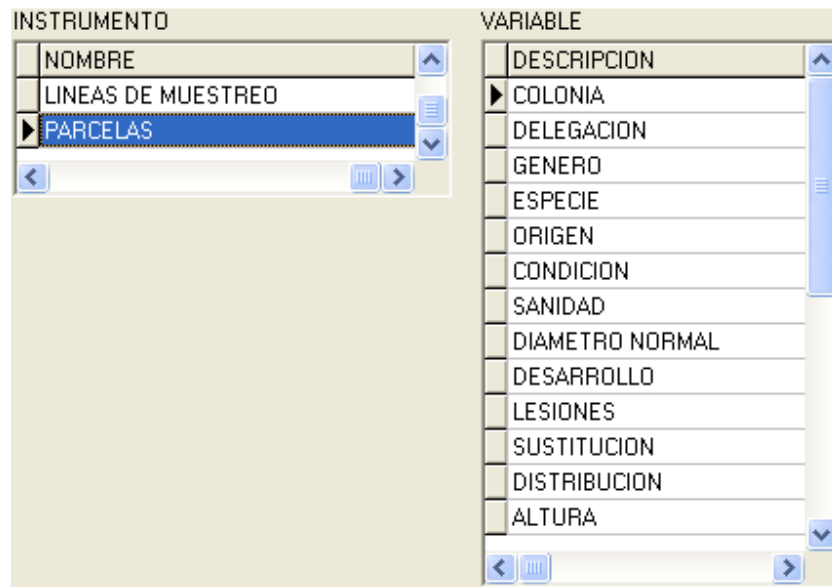 INSTRUMENTO
NOMBRE
LINEAS DE MUESTREO
PARCELAS
VARIABLE
DESCRIPCION
COLONIA
DELEGACION
GENERO
ESPECIE
ORIGEN
CONDICION
SANIDAD
DIAMETRO NORMAL
DESARROLLO
LESIONES
SUSTITUCION
DISTRIBUCION
ALTURA